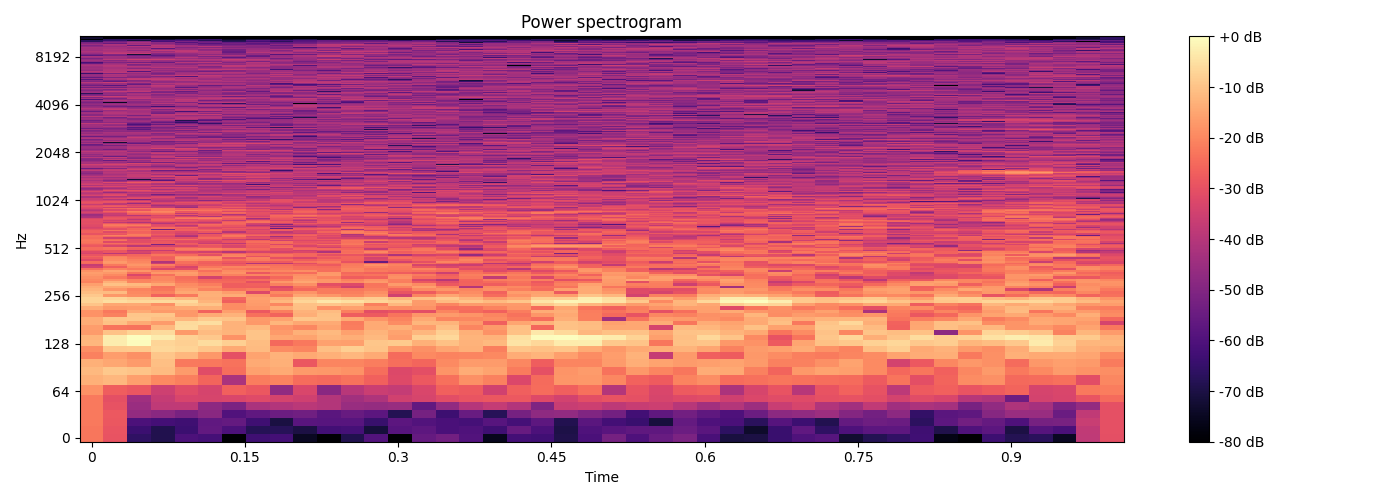 Power spectrogram
Hz
8192
4096
2048
1024
512
256
128
64
0
0 0.15 0.3 0.45 0.6 0.75 0.9
Time
+0 dB
-10 dB
-20 dB
-30 dB
-40 dB
-50 dB
-60 dB
-70 dB
-80 dB